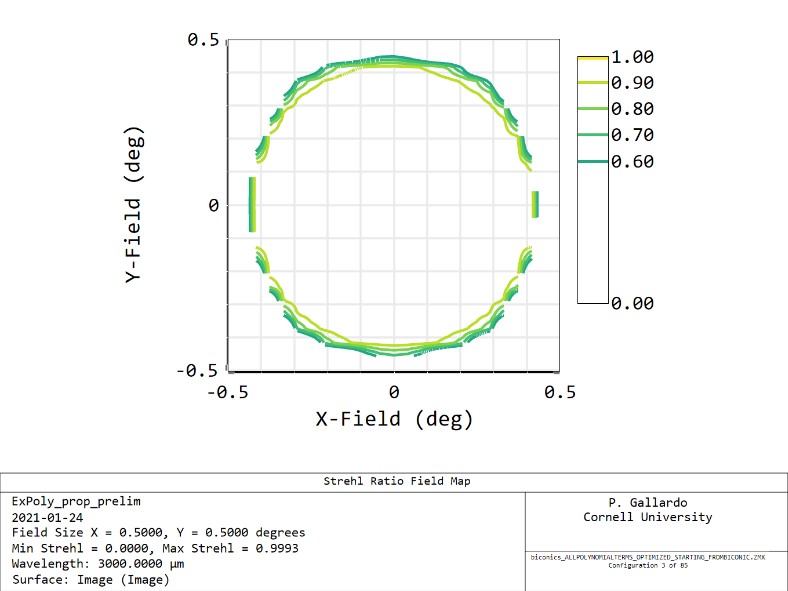 0.5
0
-0.5
Y-Field (deg)
-0.5 0 0.5
X-Field (deg)
1.00
0.90
0.80
0.70
0.60
0.00
Strehl Ratio Field Map
ExPoly_prop_prelim
2021-01-24
Field Size X = 0.5000, Y = 0.5000 degrees
Min Strehl = 0.0000, Max Strehl = 0.9993
Wavelength: 3000.0000 µm
Surface: Image (Image)
P. Gallardo
Cornell University
biconics_ALLPOLYNOMIALTERMS_OPTIMIZED_STARTING_FROMBICONIC.ZMX
Configuration 3 of 85